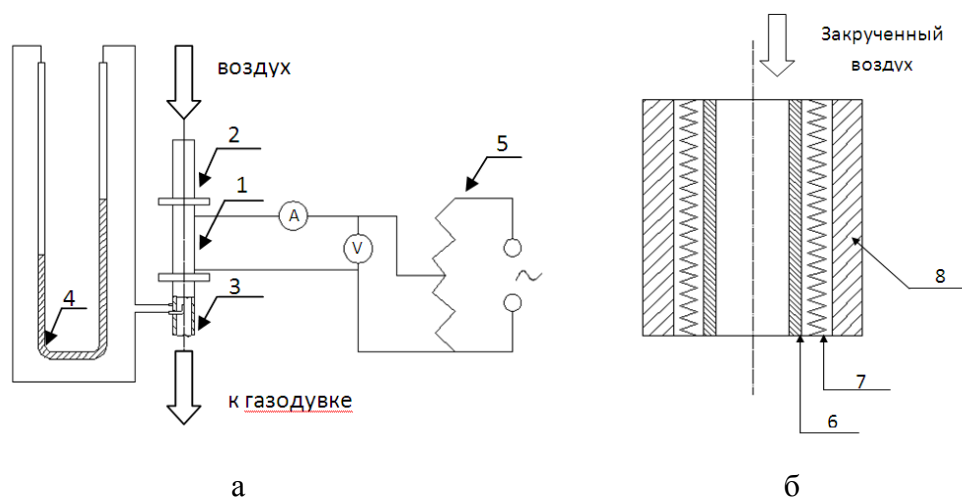 воздух
2
1
5
A
V
3
4
к газодувке
а
Закрученный
воздух
8
7
6
б